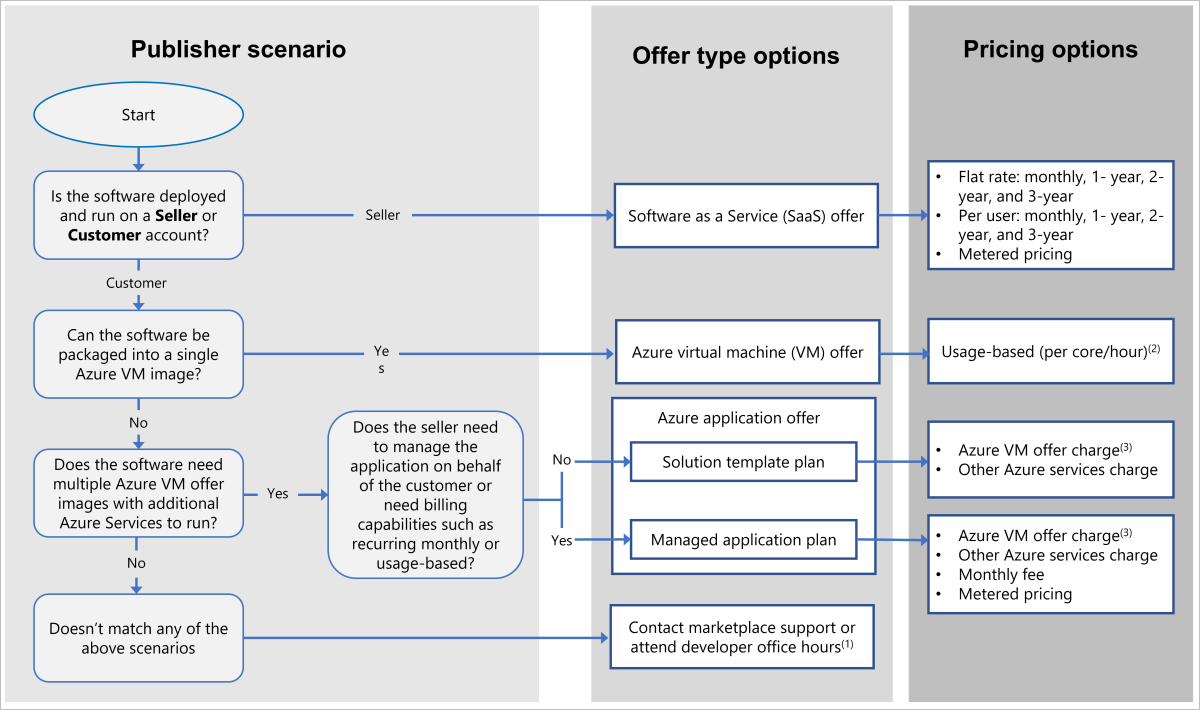 Publisher scenario
Offer type options
Pricing options
Start
Is the software deployed
and run on a Seller or
Customer account?
Seller
Software as a Service (SaaS) offer
• Flat rate: monthly, 1- year, 2-
year, and 3-year
• Per user: monthly, 1- year, 2-
year, and 3-year
• Metered pricing
Customer
Can the software be
packaged into a single
Azure VM image?
Ye
s
Azure virtual machine (VM) offer
Usage-based (per core/hour)(2)
No
Does the software need
multiple Azure VM offer
images with additional
Azure Services to run?
Yes
Does the seller need
to manage the
application on behalf
of the customer or
need billing
capabilities such as
recurring monthly or
usage-based?
Azure application offer
No
Solution template plan
• Azure VM offer charge(3)
• Other Azure services charge
Yes
Managed application plan
• Azure VM offer charge(3)
• Other Azure services charge
• Monthly fee
• Metered pricing
No
Doesn't match any of the
above scenarios
Contact marketplace support or
attend developer office hours(1)